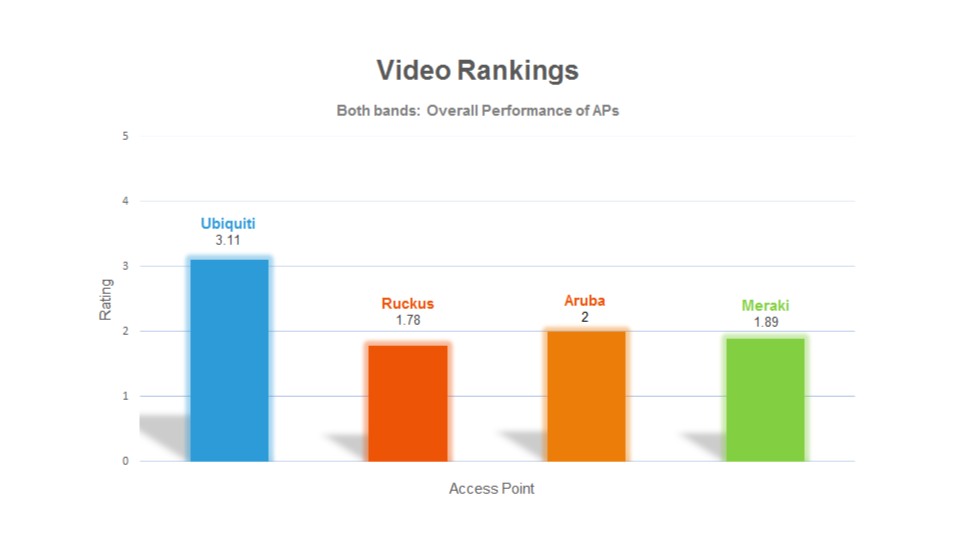 Video Rankings
Both bands: Overall Performance of APs
5
4
3
2
1
0
Rating
Ubiquiti
3.11
Ruckus
1.78
Aruba
2
Meraki
1.89
Access Point